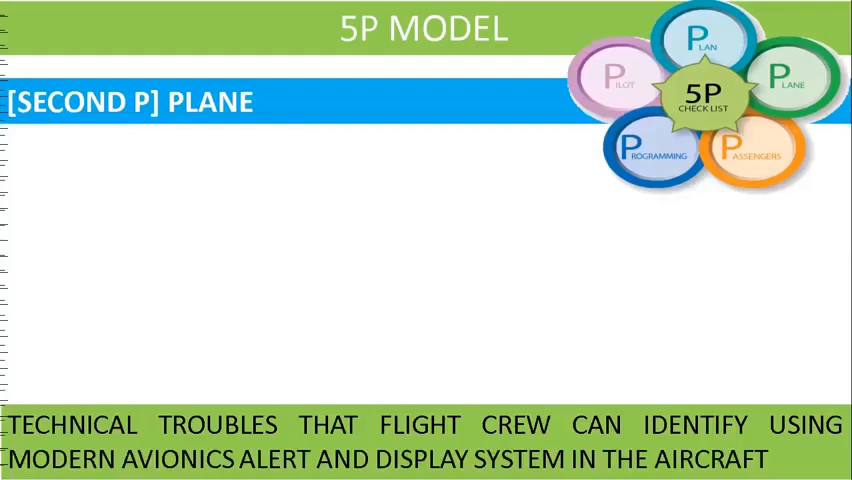 5P MODEL
[SECOND P] PLANE
PLAN
PILOT
PLANE
5P
CHECK LIST
PROGRAMMING
PASSENGERS
TECHNICAL TROUBLES THAT FLIGHT CREW CAN IDENTIFY USING
MODERN AVIONICS ALERT AND DISPLAY SYSTEM IN THE AIRCRAFT